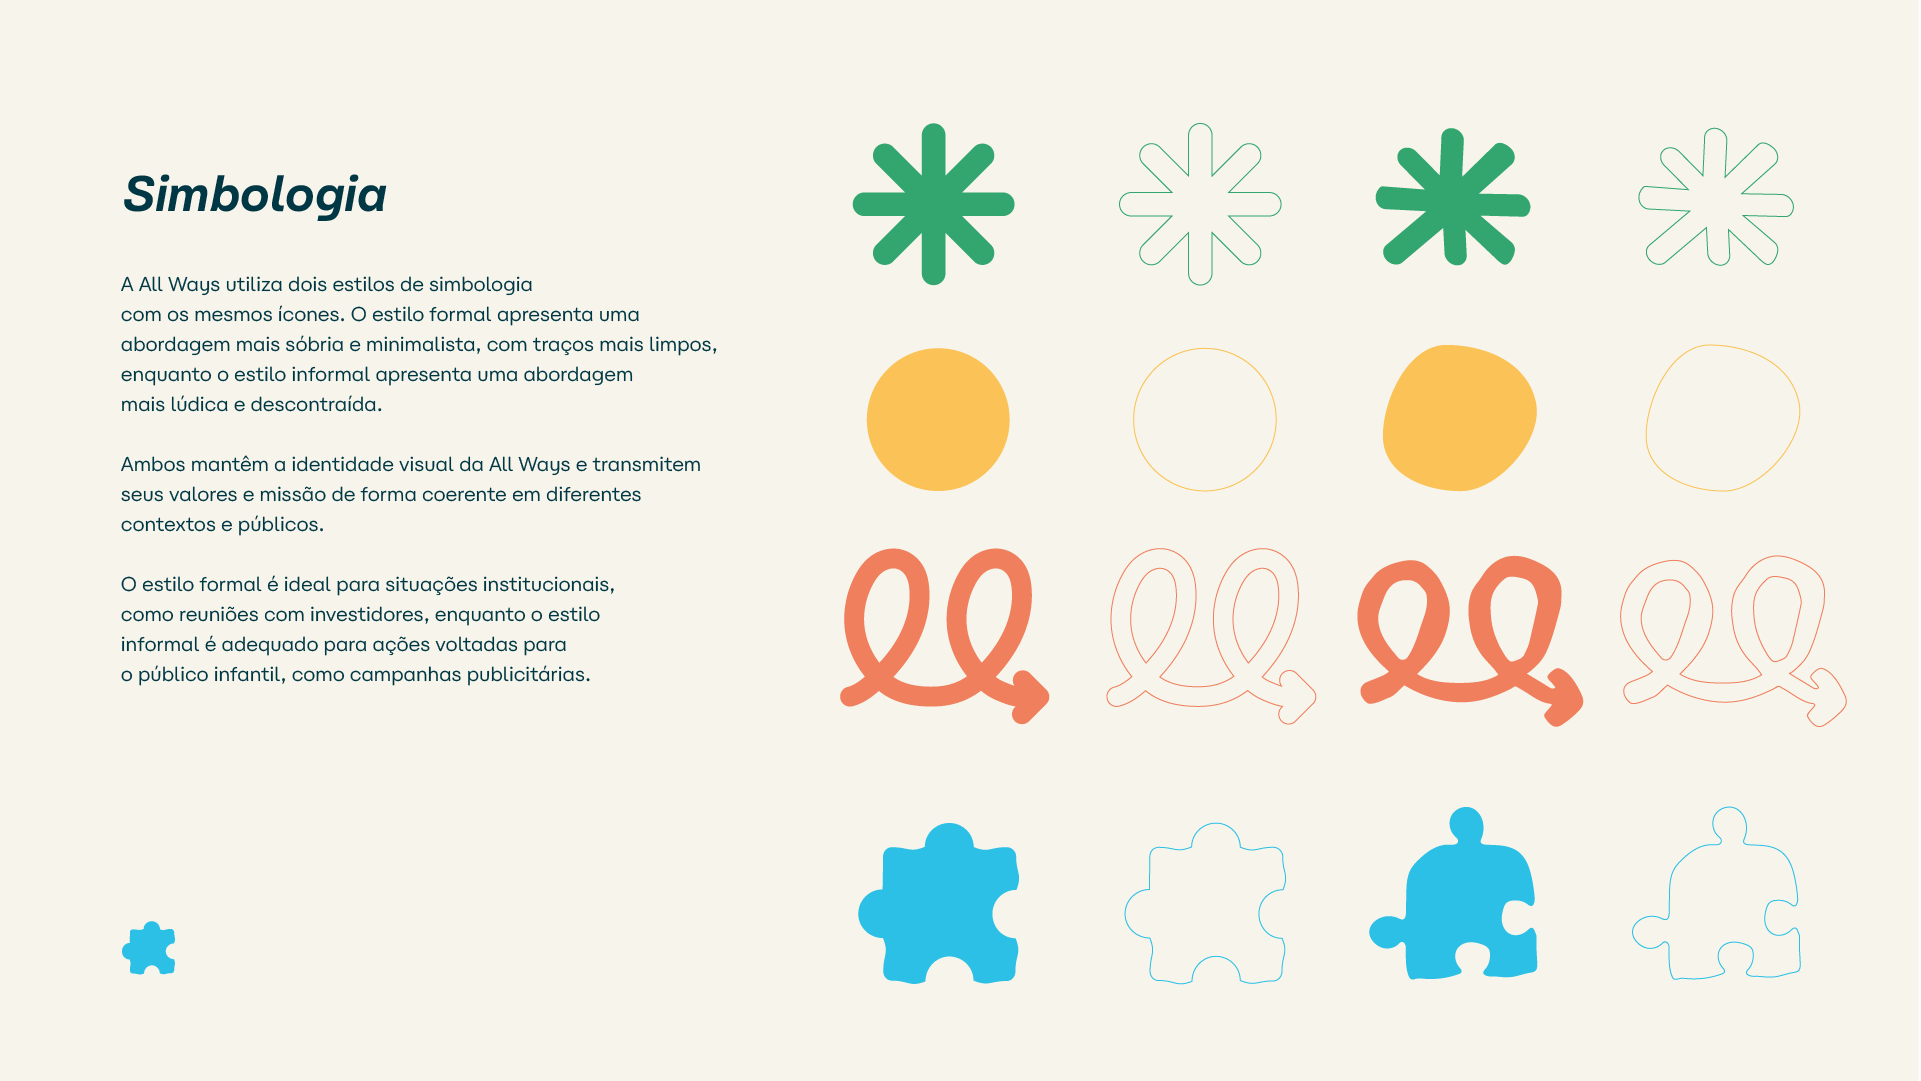 Simbologia
A All Ways utiliza dois estilos de simbologia
com os mesmos ícones. O estilo formal apresenta uma
abordagem mais sóbria e minimalista, com traços mais limpos,
enquanto o estilo informal apresenta uma abordagem
mais lúdica e descontraída.
Ambos mantêm a identidade visual da All Ways e transmitem
seus valores e missão de forma coerente em diferentes
contextos e públicos.
O estilo formal é ideal para situações institucionais,
como reuniões com investidores, enquanto o estilo
informal é adequado para ações voltadas para
o público infantil, como campanhas publicitárias.